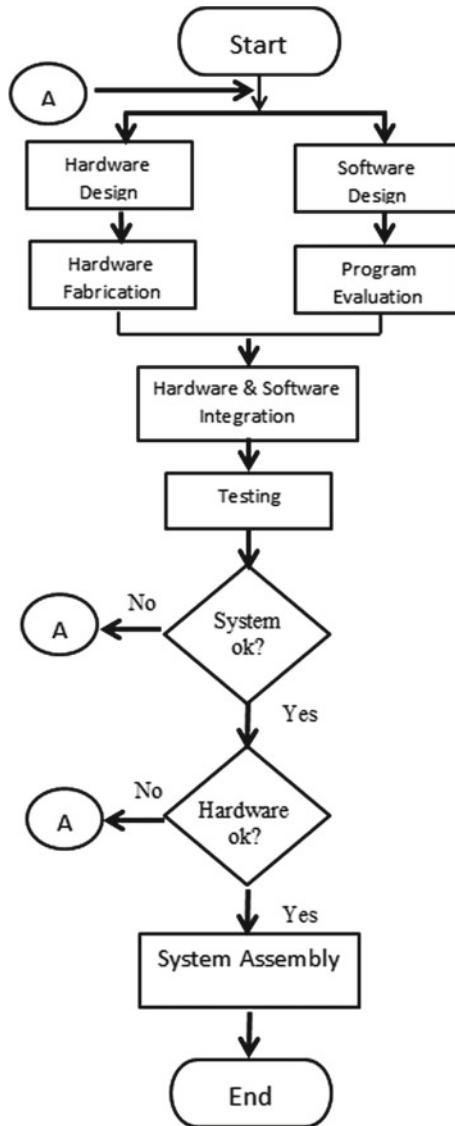 Start
A
Hardware
Design
Software
Design
Hardware
Fabrication
Program
Evaluation
Hardware & Software
Integration
Testing
No
A
System
ok?
Yes
No
A
Hardware
ok?
Yes
System Assembly
End